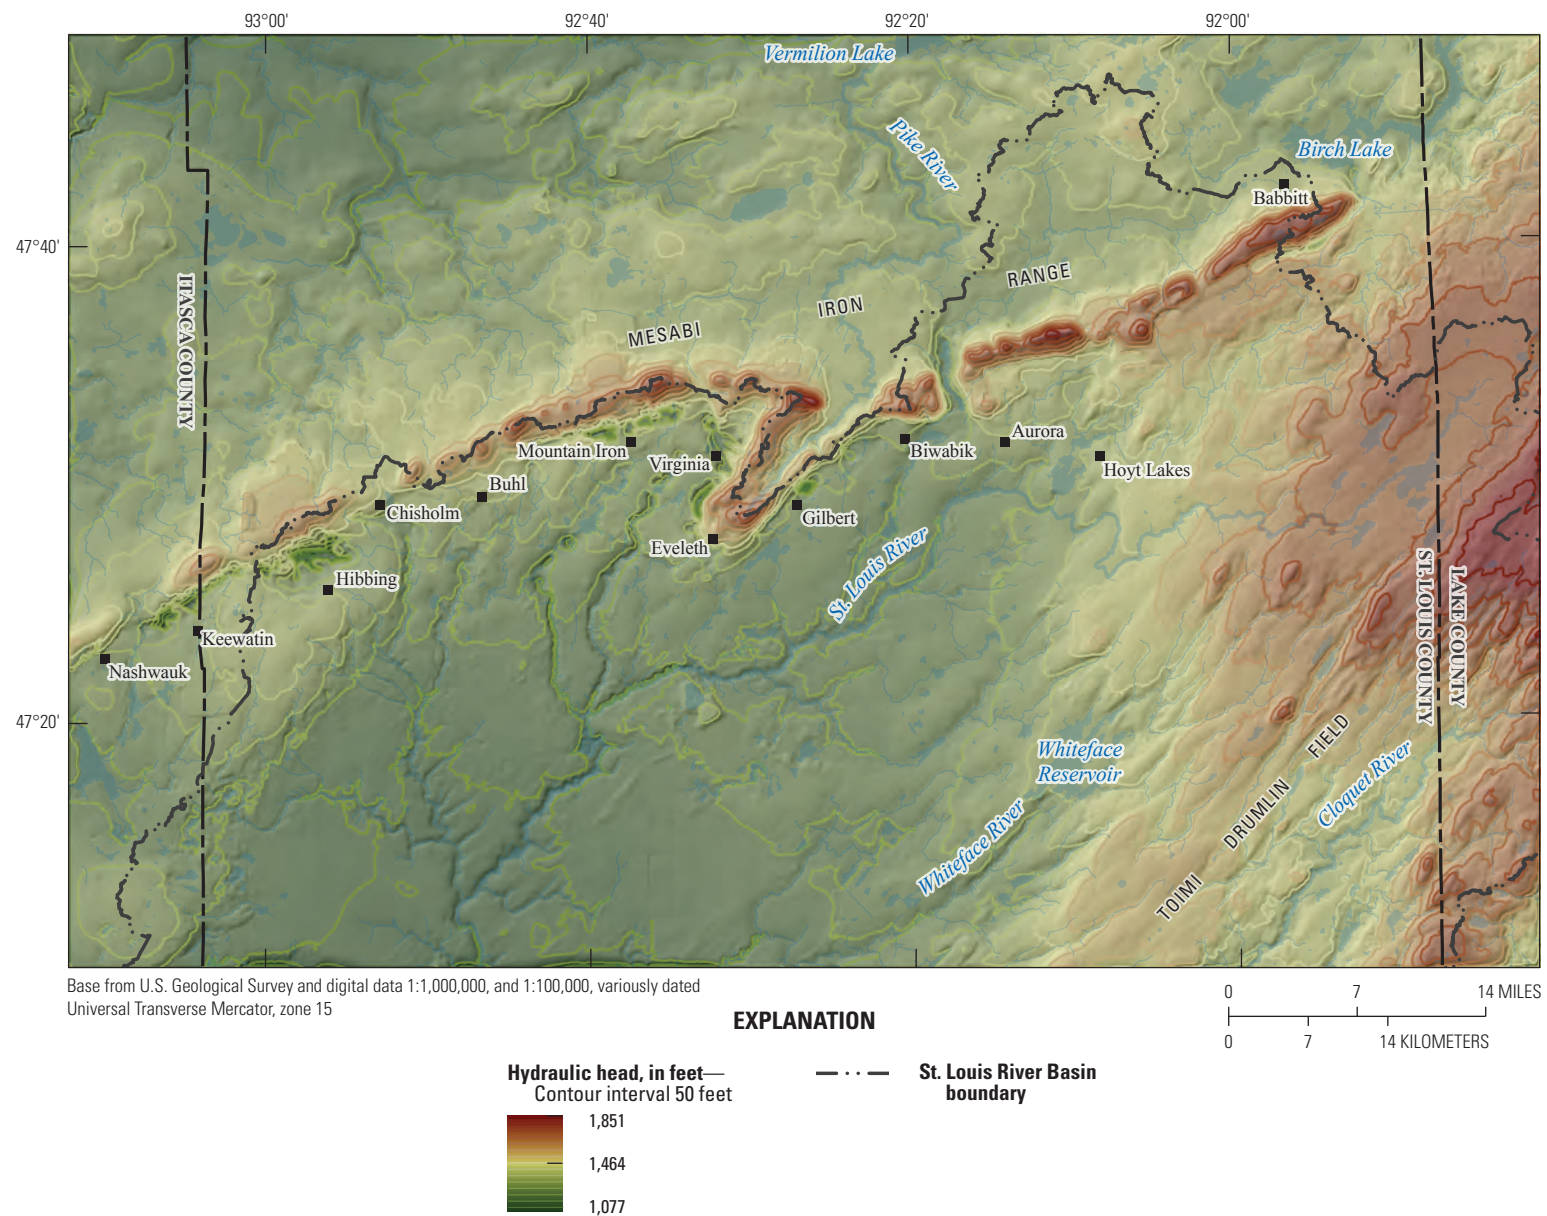 93°00'
92°40'
92°20'
92°00'
Vermilion Lake
Pike River
Birch Lake
Babbitt
47°40'
ITASCA COUNTY
MESABI
IRON
RANGE
Mountain Iron
Virginia
Biwabik
Aurora
Hoyt Lakes
Buhl
Chisholm
Gilbert
Eveleth
St. Louis River
Hibbing
Keewatin
Nashwauk
ST. LOUIS COUNTY
LAKE COUNTY
47°20'
Whiteface
Reservoir
Whiteface River
Cloquet River
TOIMI
DRUMLIN
FIELD
Base from U.S. Geological Survey and digital data 1:1,000,000, and 1:100,000, variously dated
Universal Transverse Mercator, zone 15
0 7 14 MILES
0 7 14 KILOMETERS
EXPLANATION
Hydraulic head, in feet—
Contour interval 50 feet
1,851
1,464
1,077
St. Louis River Basin
boundary